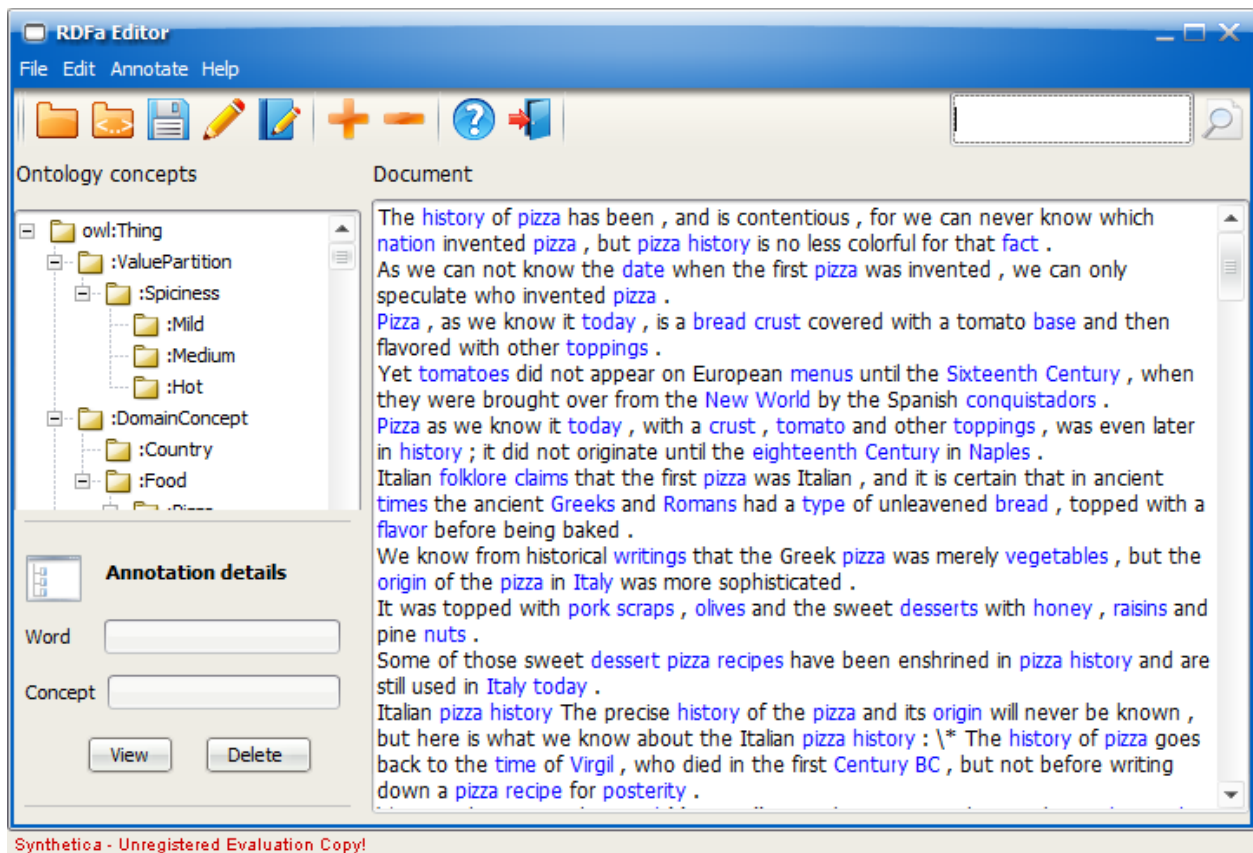 RDFa Editor
File Edit Annotate Help
Ontology concepts
owl:Thing
:ValuePartition
:Spiciness
:Mild
:Medium
:Hot
:DomainConcept
:Country
:Food
Annotation details
Word
Concept
View Delete
Document
The history of pizza has been , and is contentious , for we can never know which
nation invented pizza , but pizza history is no less colorful for that fact .
As we can not know the date when the first pizza was invented , we can only
speculate who invented pizza .
Pizza , as we know it today , is a bread crust covered with a tomato base and then
flavored with other toppings .
Yet tomatoes did not appear on European menus until the Sixteenth Century , when
they were brought over from the New World by the Spanish conquistadors .
Pizza as we know it today , with a crust , tomato and other toppings , was even later
in history ; it did not originate until the eighteenth Century in Naples .
Italian folklore claims that the first pizza was Italian , and it is certain that in ancient
times the ancient Greeks and Romans had a type of unleavened bread , topped with a
flavor before being baked .
We know from historical writings that the Greek pizza was merely vegetables , but the
origin of the pizza in Italy was more sophisticated .
It was topped with pork scraps , olives and the sweet desserts with honey , raisins and
pine nuts .
Some of those sweet dessert pizza recipes have been enshrined in pizza history and are
still used in Italy today .
Italian pizza history The precise history of the pizza and its origin will never be known ,
but here is what we know about the Italian pizza history : \* The history of pizza goes
back to the time of Virgil , who died in the first Century BC , but not before writing
down a pizza recipe for posterity .
Synthetica - Unregistered Evaluation Copy!